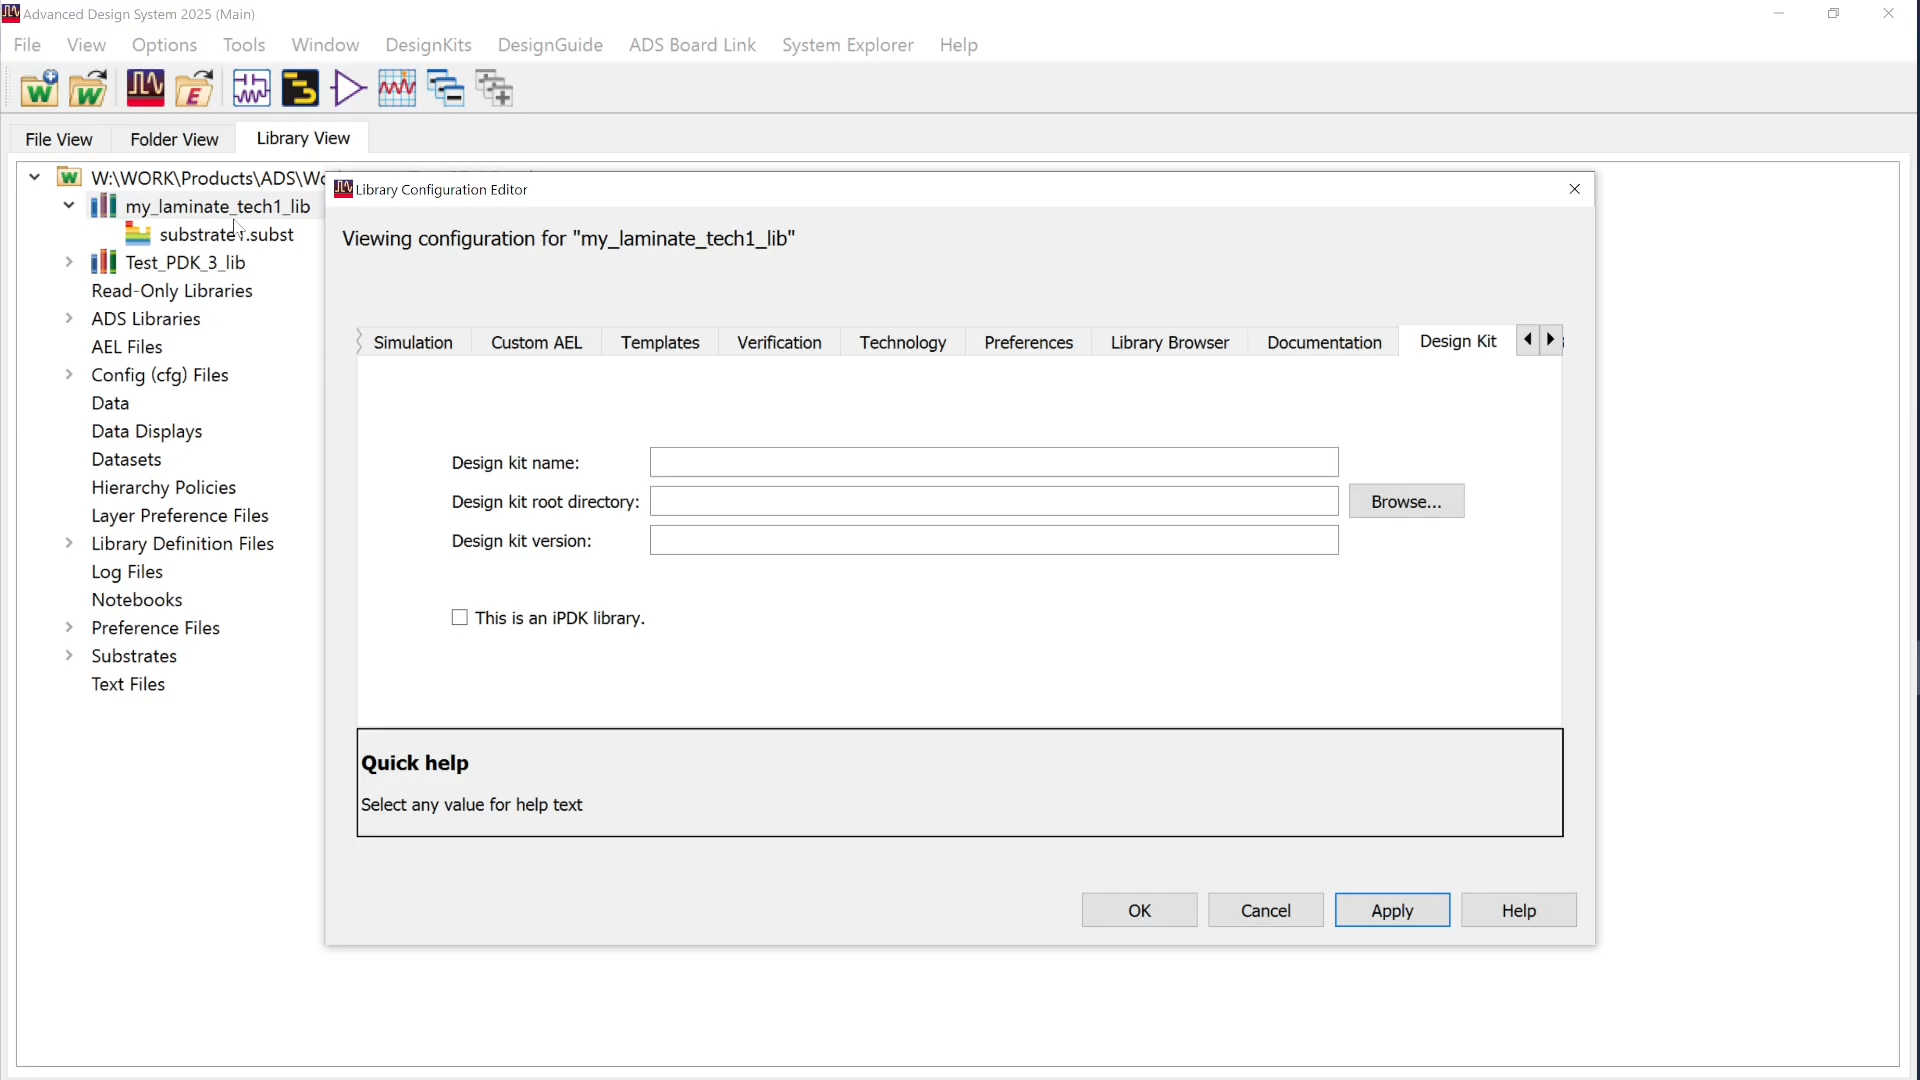 Advanced Design System 2025 (Main)
File View Options Tools Window DesignKits DesignGuide ADS Board Link System Explorer Help
File View Folder View Library View
W:\WORK\Products\ADS\
my_laminate_tech1_lib
.subst
Test_PDK_3_lib
Read-Only Libraries
ADS Libraries
AEL Files
Config (cfg) Files
Data
Data Displays
Datasets
Hierarchy Policies
Layer Preference Files
Library Definition Files
Log Files
Notebooks
Preference Files
Substrates
Text Files
Library Configuration Editor
Viewing configuration for "my_laminate_tech1_lib"
Simulation Custom AEL Templates Verification Technology Preferences Library Browser Documentation Design Kit
Design kit name:
Design kit root directory: Browse...
Design kit version:
This is an iPDK library.
Quick help
Select any value for help text
OK Cancel Apply Help